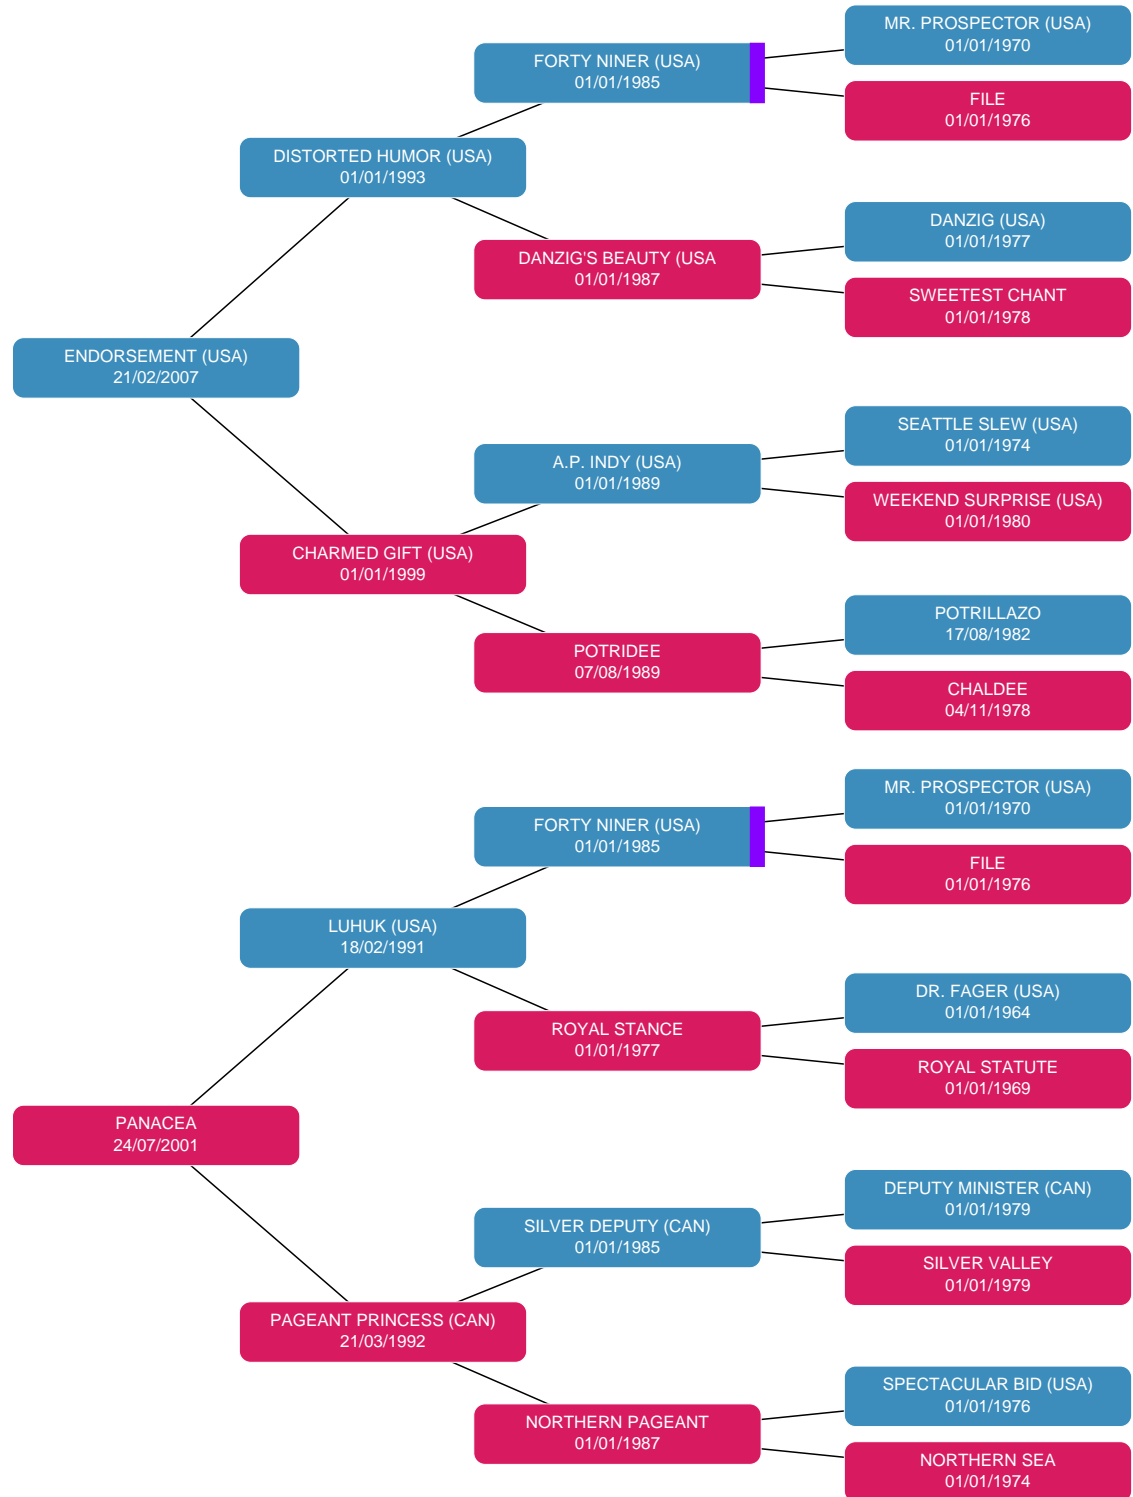 MR. PROSPECTOR (USA)
01/01/1970
FORTY NINER (USA)
01/01/1985
FILE
01/01/1976
DISTORTED HUMOR (USA)
01/01/1993
DANZIG (USA)
01/01/1977
DANZIG'S BEAUTY (USA
01/01/1987
SWEETEST CHANT
01/01/1978
ENDORSEMENT (USA)
21/02/2007
SEATTLE SLEW (USA)
01/01/1974
A.P. INDY (USA)
01/01/1989
WEEKEND SURPRISE (USA)
01/01/1980
CHARMED GIFT (USA)
01/01/1999
POTRILLAZO
17/08/1982
POTRIDEE
07/08/1989
CHALDEE
04/11/1978
MR. PROSPECTOR (USA)
01/01/1970
FORTY NINER (USA)
01/01/1985
FILE
01/01/1976
LUHUK (USA)
18/02/1991
DR. FAGER (USA)
01/01/1964
ROYAL STANCE
01/01/1977
ROYAL STATUTE
01/01/1969
PANACEA
24/07/2001
DEPUTY MINISTER (CAN)
01/01/1979
SILVER DEPUTY (CAN)
01/01/1985
SILVER VALLEY
01/01/1979
PAGEANT PRINCESS (CAN)
21/03/1992
SPECTACULAR BID (USA)
01/01/1976
NORTHERN PAGEANT
01/01/1987
NORTHERN SEA
01/01/1974